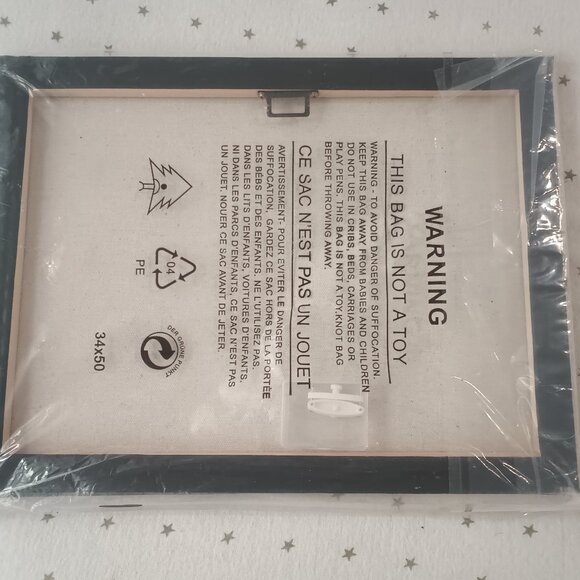 WARNING
THIS BAG IS NOT A TOY
WARNING - TO AVOID DANGER OF SUFFOCATION,
KEEP THIS BAG AWAY FROM BABIES AND CHILDREN
DO NOT USE IN CRIBS, BEDS, CARRIAGES OR
PLAY PENS. THIS BAG IS NOT A TOY.KNOT BAG
BEFORE THROWING AWAY.
CE SAC N'EST PAS UN JOUET
AVERTISSEMENT- POUR EVITER LE DANGER DE
SUFFOCATION, GARDEZ CE SAC HORS DE LA PORTÉE
DES BÉBS ET DES ENFANTS. NE L'UTILISEZ PAS
DANS LES LITS D'ENFANTS, VOITURES D'ENFANTS,
NI DANS LES PARCS D'ENFANTS. CE SAC N'EST PAS
UN JOUET. NOUER CE SAC AVANT DE JETER.
04
PE
DER GRÜNE PUNKT
34x50